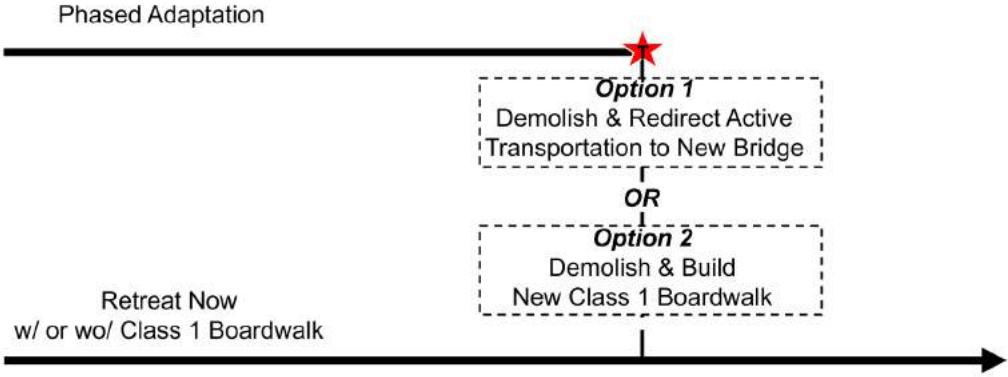 Phased Adaptation
Option 1
Demolish & Redirect Active
Transportation to New Bridge
OR
Option 2
Demolish & Build
New Class 1 Boardwalk
Retreat Now
w/ or wo/ Class 1 Boardwalk